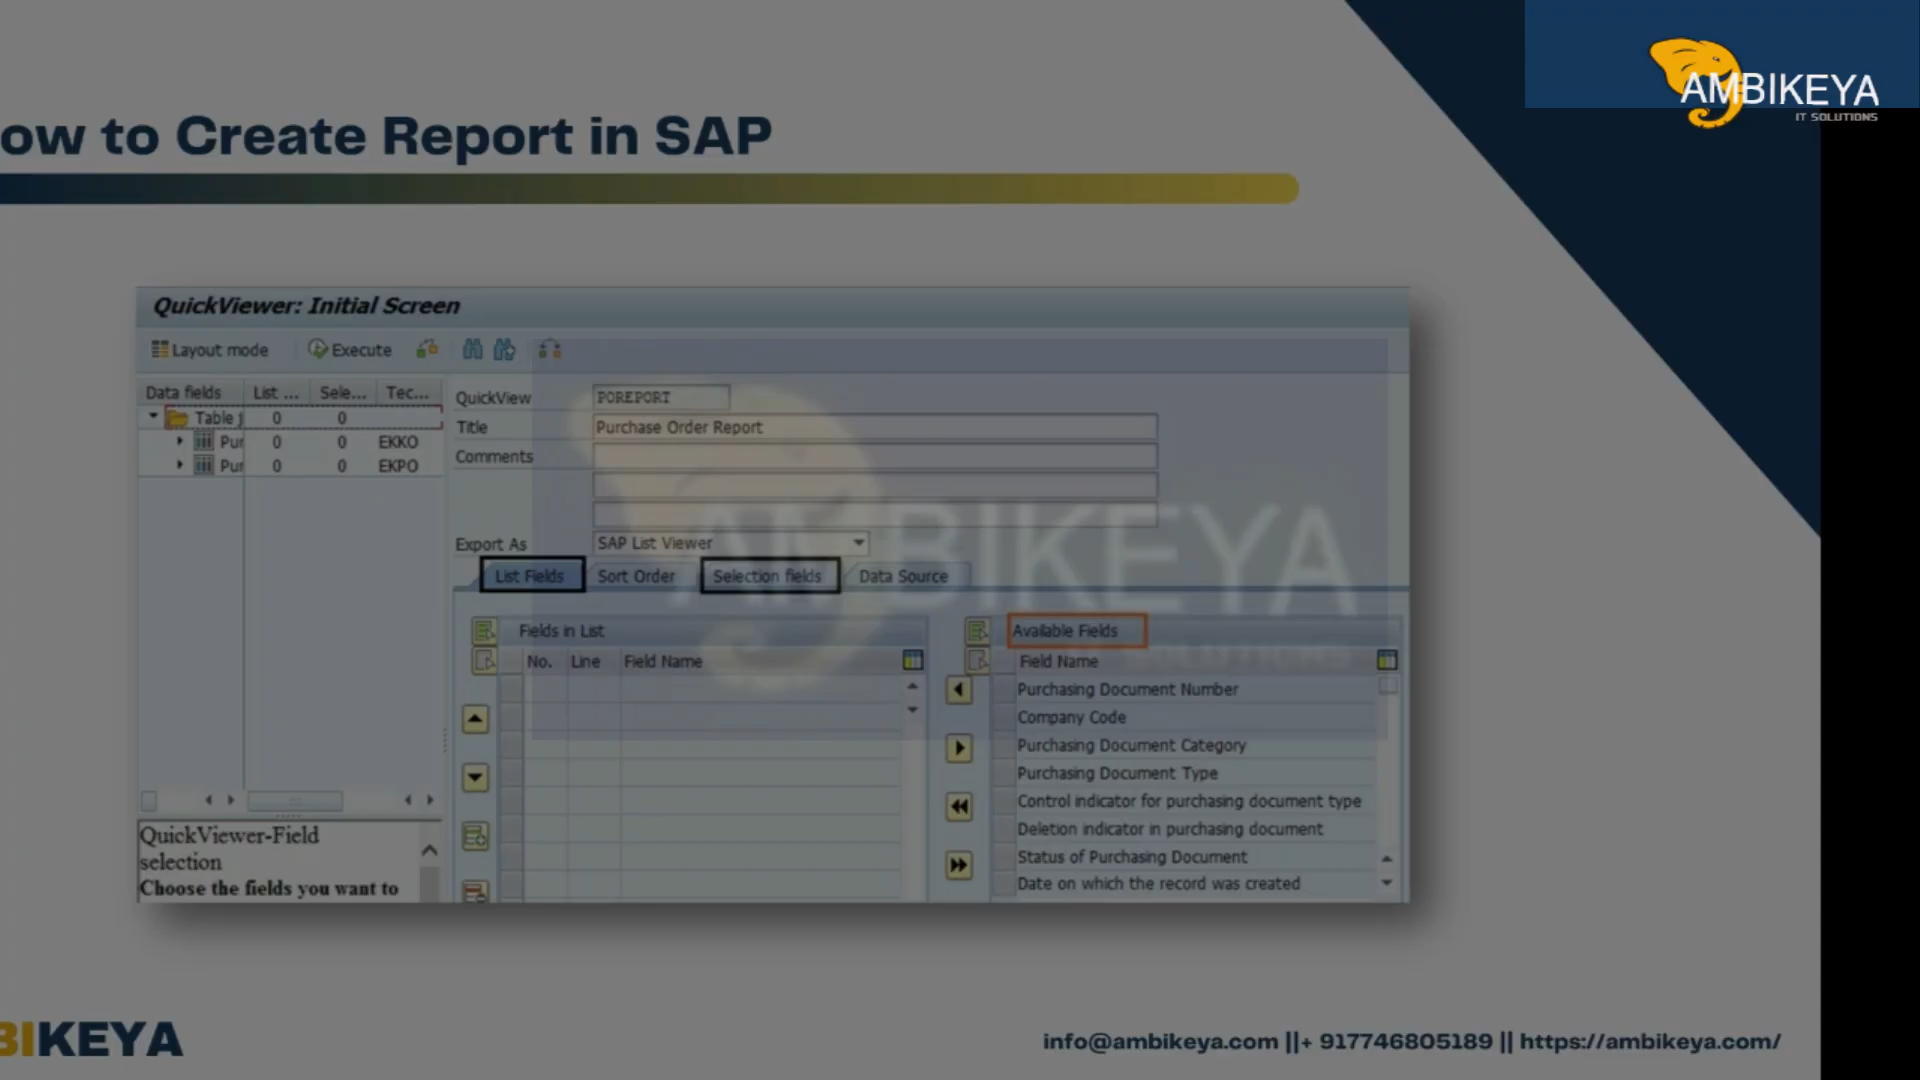 AMBIKEYA
IT SOLUTIONS
ow to Create Report in SAP
QuickViewer: Initial Screen
Layout mode Execute
Data fields List ... Sele... Tec...
Table j 0 0
Pur 0 0 EKKO
Pur 0 0 EKPO
QuickView POREPORT
Title Purchase Order Report
Comments
Export As SAP List Viewer
List Fields Sort Order Selection fields Data Source
AMBIKEYA
IT SOLUTIONS
Fields in List
No. Line Field Name
Available Fields
Field Name
Purchasing Document Number
Company Code
Purchasing Document Category
Purchasing Document Type
Control indicator for purchasing document type
Deletion indicator in purchasing document
Status of Purchasing Document
Date on which the record was created
QuickViewer-Field
selection
Choose the fields you want to
BIKEYA
info@ambikeya.com ||+ 917746805189 || https://ambikeya.com/